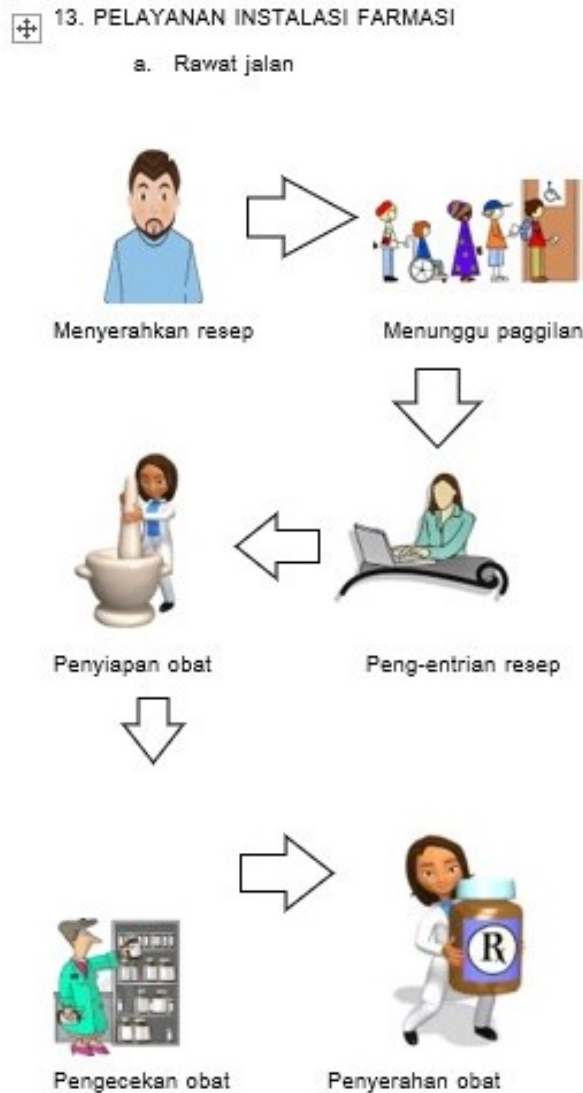 13. PELAYANAN INSTALASI FARMASI
a. Rawat jalan
Menyerahkan resep
Menunggu paggilan
Peng-entrian resep
Penyiapan obat
Pengecekan obat
Penyerahan obat